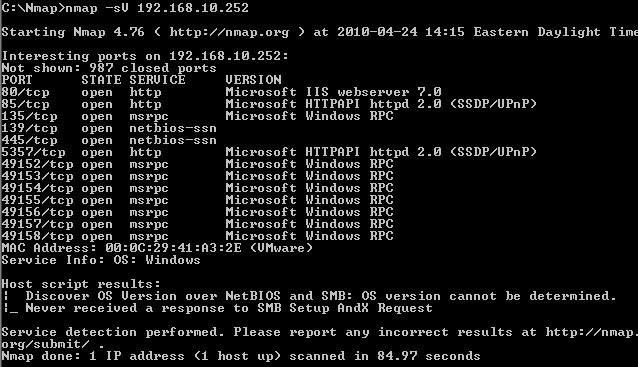 C:\Nmap>nmap -sV 192.168.10.252
Starting Nmap 4.76 ( http://nmap.org ) at 2010-04-24 14:15 Eastern Daylight Time
Interesting ports on 192.168.10.252:
Not shown: 987 closed ports
PORT STATE SERVICE VERSION
80/tcp open http Microsoft IIS webserver 7.0
85/tcp open http Microsoft HTTPAPI httpd 2.0 (SSDP/UPnP)
135/tcp open msrpc Microsoft Windows RPC
139/tcp open netbios-ssn
445/tcp open netbios-ssn
5357/tcp open http Microsoft HTTPAPI httpd 2.0 (SSDP/UPnP)
49152/tcp open msrpc Microsoft Windows RPC
49153/tcp open msrpc Microsoft Windows RPC
49154/tcp open msrpc Microsoft Windows RPC
49155/tcp open msrpc Microsoft Windows RPC
49156/tcp open msrpc Microsoft Windows RPC
49157/tcp open msrpc Microsoft Windows RPC
49158/tcp open msrpc Microsoft Windows RPC
MAC Address: 00:0C:29:41:A3:2E (VMware)
Service Info: OS: Windows
Host script results:
¦ Discover OS Version over NetBIOS and SMB: OS version cannot be determined.
¦_ Never received a response to SMB Setup AndX Request
Service detection performed. Please report any incorrect results at http://nmap.
org/submit/ .
Nmap done: 1 IP address (1 host up) scanned in 84.97 seconds